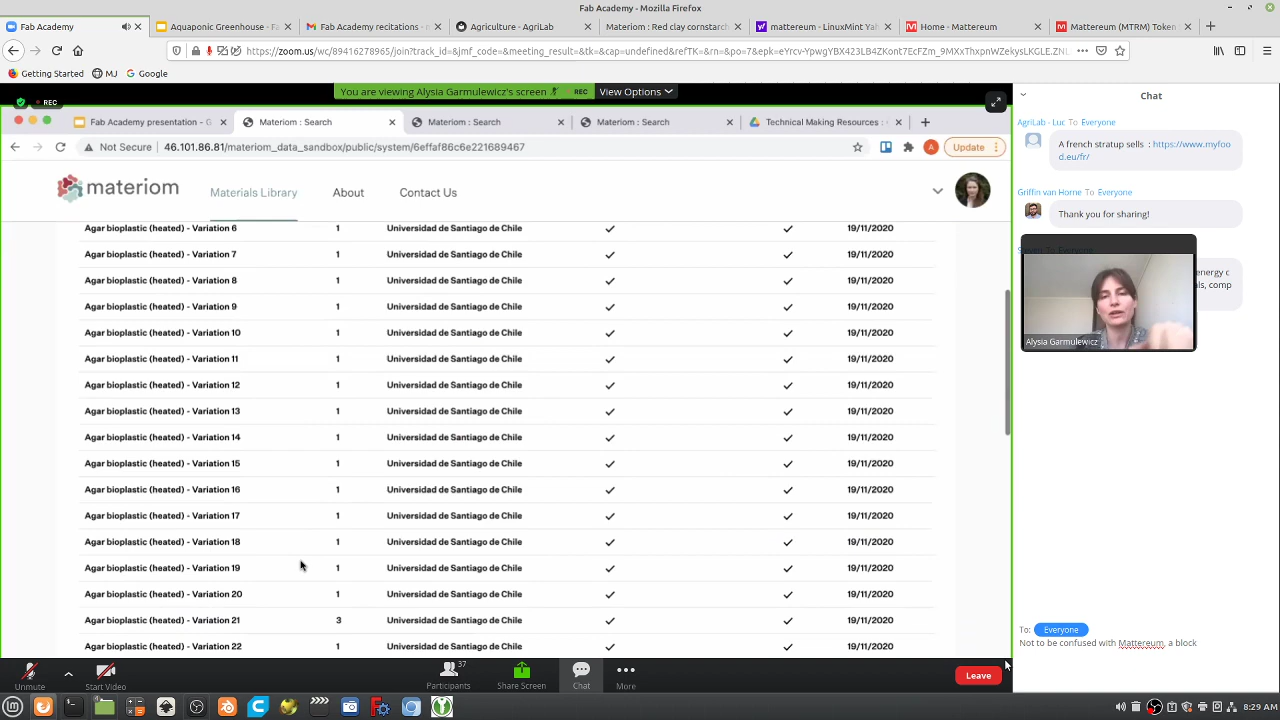 Fab Academy - Mozilla Firefox
Fab Academy
Aquaponic Greenhouse -
Fab Academy recitations -
Agriculture - AgriLab
Materiom : Red clay compos
mattereum - LinuxMint Ya
Home - Mattereum
Mattereum (MTRM) Token
Getting Started
MJ
Google
You are viewing Alysia Garmulewicz's screen
REC
View Options
REC
Fab Academy presentation - G
Materiom : Search
Materiom : Search
Materiom : Search
Technical Making Resources :
Not Secure
46.101.86.81/materiom_data_sandbox/public/system/6effaf86c6e221689467
A
Update
materiom
Materials Library
About
Contact Us
Agar bioplastic (heated) - Variation 6 1 Universidad de Santiago de Chile ✓ ✓ 19/11/2020
Agar bioplastic (heated) - Variation 7 1 Universidad de Santiago de Chile ✓ ✓ 19/11/2020
Agar bioplastic (heated) - Variation 8 1 Universidad de Santiago de Chile ✓ ✓ 19/11/2020
Agar bioplastic (heated) - Variation 9 1 Universidad de Santiago de Chile ✓ ✓ 19/11/2020
Agar bioplastic (heated) - Variation 10 1 Universidad de Santiago de Chile ✓ ✓ 19/11/2020
Agar bioplastic (heated) - Variation 11 1 Universidad de Santiago de Chile ✓ ✓ 19/11/2020
Agar bioplastic (heated) - Variation 12 1 Universidad de Santiago de Chile ✓ ✓ 19/11/2020
Agar bioplastic (heated) - Variation 13 1 Universidad de Santiago de Chile ✓ ✓ 19/11/2020
Agar bioplastic (heated) - Variation 14 1 Universidad de Santiago de Chile ✓ ✓ 19/11/2020
Agar bioplastic (heated) - Variation 15 1 Universidad de Santiago de Chile ✓ ✓ 19/11/2020
Agar bioplastic (heated) - Variation 16 1 Universidad de Santiago de Chile ✓ ✓ 19/11/2020
Agar bioplastic (heated) - Variation 17 1 Universidad de Santiago de Chile ✓ ✓ 19/11/2020
Agar bioplastic (heated) - Variation 18 1 Universidad de Santiago de Chile ✓ ✓ 19/11/2020
Agar bioplastic (heated) - Variation 19 1 Universidad de Santiago de Chile ✓ ✓ 19/11/2020
Agar bioplastic (heated) - Variation 20 1 Universidad de Santiago de Chile ✓ ✓ 19/11/2020
Agar bioplastic (heated) - Variation 21 3 Universidad de Santiago de Chile ✓ ✓ 19/11/2020
Agar bioplastic (heated) - Variation 22 1 Universidad de Santiago de Chile ✓ ✓ 19/11/2020
Chat
AgriLab - Luc To Everyone
A french stratup sells : https://www.myfoo
d.eu/fr/
Griffin van Horne To Everyone
Thank you for sharing!
To Everyone
energy c
ls, comp
Alysia Garmulewicz
To: Everyone
Not to be confused with Mattereum, a block
Unmute
Start Video
37
Participants
Share Screen
Chat
More
Leave
8:29 AM